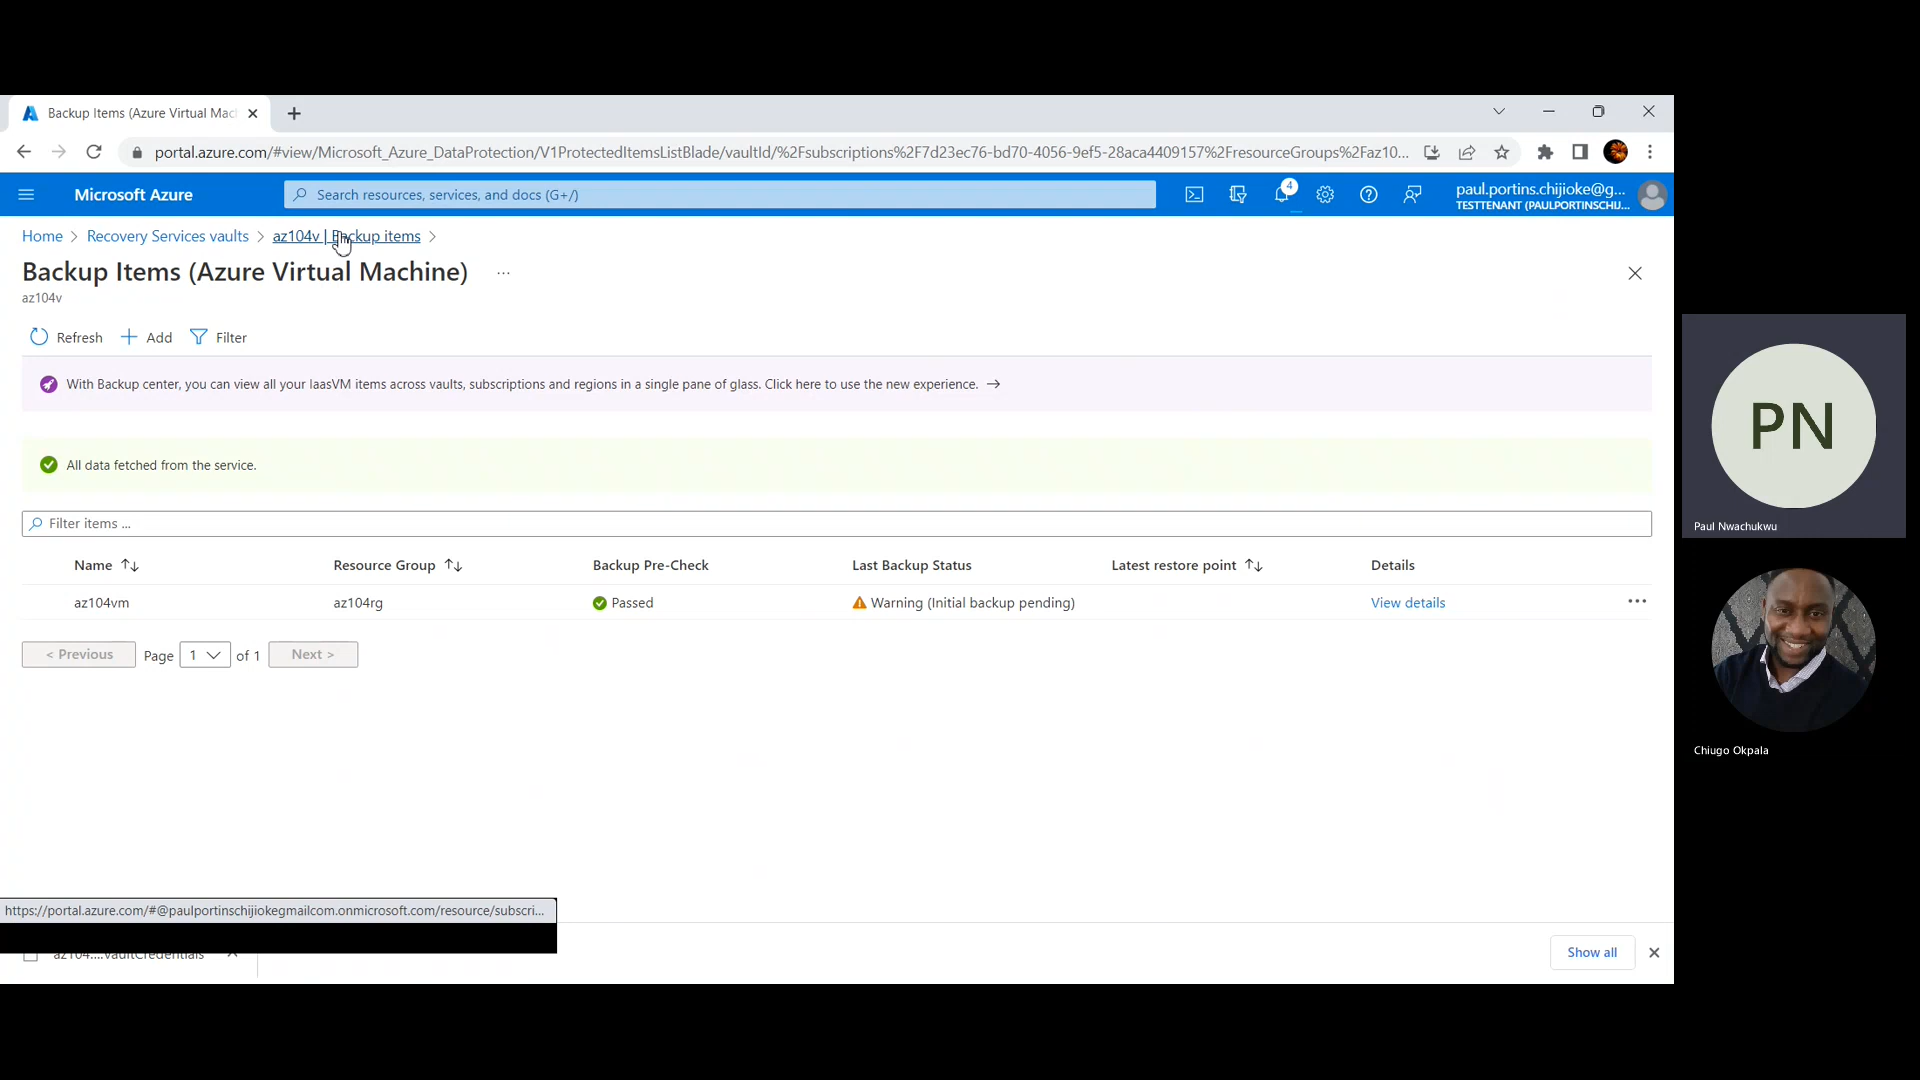 Backup Items (Azure Virtual Mac
portal.azure.com/#view/Microsoft_Azure_DataProtection/V1ProtectedItemsListBlade/vaultId/%2Fsubscriptions%2F7d23ec76-bd70-4056-9ef5-28aca4409157%2FresourceGroups%2Faz10...
Microsoft Azure
Search resources, services, and docs (G+/)
4
paul.portins.chijioke@g...
TESTTENANT (PAULPORTINSCHIJ...
Home > Recovery Services vaults > az104v | Backup items >
Backup Items (Azure Virtual Machine) ...
az104v
Refresh + Add Filter
With Backup center, you can view all your IaasVM items across vaults, subscriptions and regions in a single pane of glass. Click here to use the new experience. →
All data fetched from the service.
Filter items ...
Name ↑↓ Resource Group ↑↓ Backup Pre-Check Last Backup Status Latest restore point ↑↓ Details
az104vm az104rg Passed Warning (Initial backup pending) View details ...
< Previous Page 1 of 1 Next >
https://portal.azure.com/#@paulportinschijiokegmailcom.onmicrosoft.com/resource/subscri...
az104....VaultCredentials
Show all
PN
Paul Nwachukwu
Chiugo Okpala